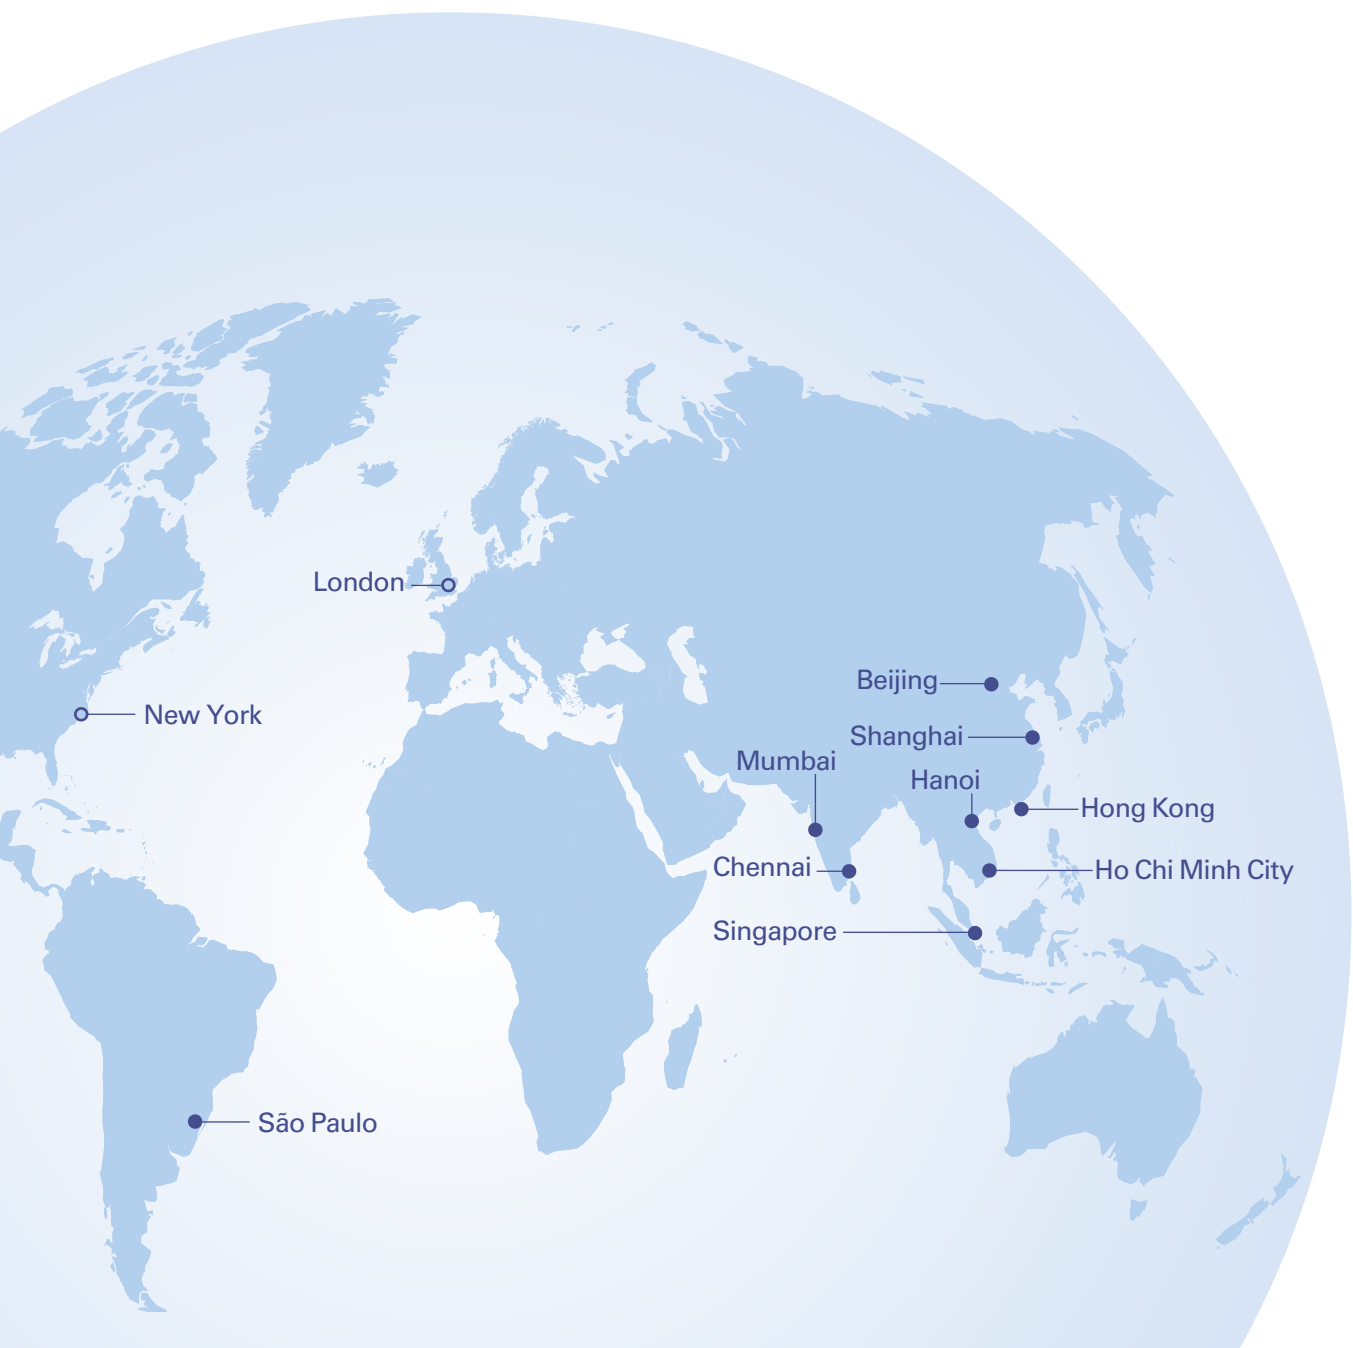 London
Beijing
New York
Shanghai
Mumbai
Hanoi
Hong Kong
Chennai
Ho Chi Minh City
Singapore
São Paulo